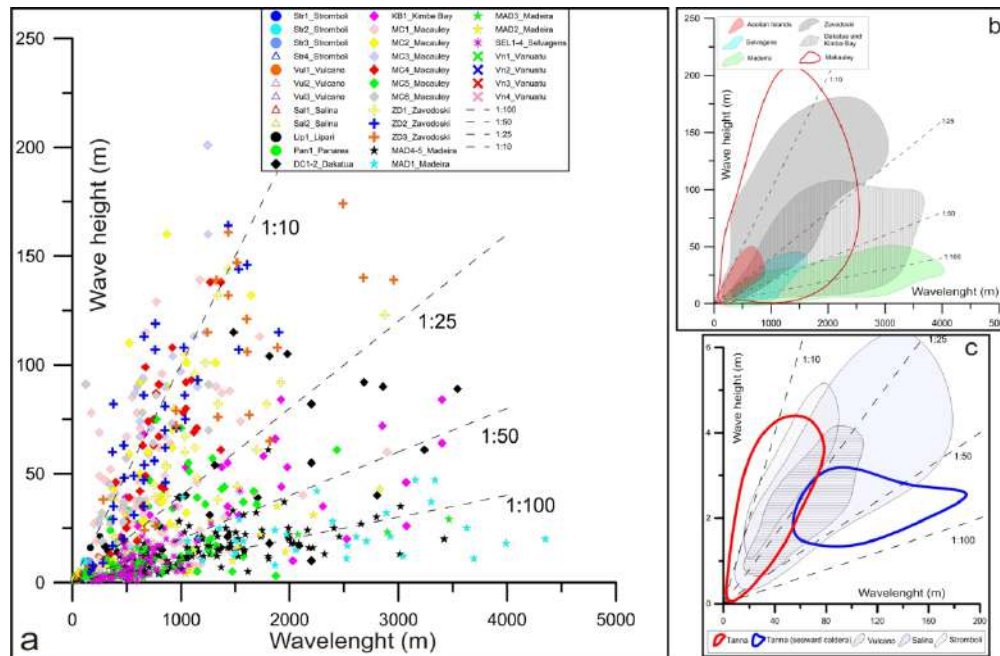 Str1_Stromboli KB1_Kimbe Bay MAD3_Madeira
Str2_Stromboli MC1_Macauley MAD2_Madeira
Str3_Stromboli MC2_Macauley SEL1-4_Selvagens
Str4_Stromboli MC3_Macauley Vn1_Vanuatu
Vul1_Vulcano MC4_Macauley Vn2_Vanuatu
Vul2_Vulcano MC5_Macauley Vn3_Vanuatu
Vul3_Vulcano MC6_Macauley Vn4_Vanuatu
Sal1_Salina ZD1_Zavodoski 1:100
Sal2_Salina ZD2_Zavodoski 1:50
Lip1_Lipari ZD3_Zavodoski 1:25
Pan1_Panarea MAD4-5_Madeira 1:10
DC1-2_Dakatua MAD1_Madeira
250
200
150
100
50
0
Wave height (m)
1:10
1:25
1:50
1:100
0 1000 2000 3000 4000 5000
Wavelenght (m)
a
b
Aeolian Islands
Selvagens
Madeira
Zavodoski
Dakatua and
Kimbe Bay
Makauley
250
200
150
100
50
0
Wave height (m)
1:10
1:25
1:50
1:100
Wavelenght (m)
0 1000 2000 3000 4000 5000
c
6
4
2
0
Wave height (m)
1:10
1:25
1:50
1:100
Wavelenght (m)
0 40 80 120 160 200
Tanna Tanna (seaward caldera) Vulcano Salina Stromboli